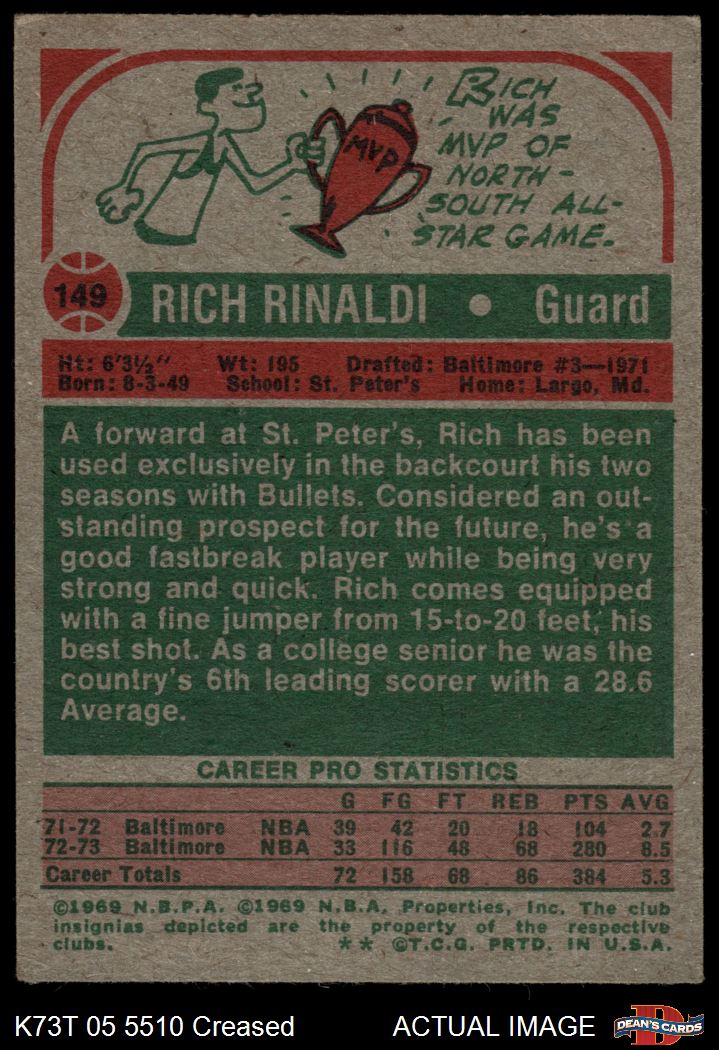 RICH
WAS
MVP OF
NORTH-
SOUTH ALL-
STAR GAME.
MVP
149 RICH RINALDI • Guard
Ht: 6'3½" Wt: 195 Drafted: Baltimore #3—1971
Born: 8-3-49 School: St. Peter's Home: Largo, Md.
A forward at St. Peter's, Rich has been
used exclusively in the backcourt his two
seasons with Bullets. Considered an out-
standing prospect for the future, he's a
good fastbreak player while being very
strong and quick. Rich comes equipped
with a fine jumper from 15-to-20 feet, his
best shot. As a college senior he was the
country's 6th leading scorer with a 28.6
Average.
CAREER PRO STATISTICS
G FG FT REB PTS AVG
71-72 Baltimore NBA 39 42 20 18 104 2.7
72-73 Baltimore NBA 33 116 48 68 280 8.5
Career Totals 72 158 68 86 384 5.3
©1969 N.B.P.A. ©1969 N.B.A. Properties, Inc. The club
insignias depicted are the property of the respective
clubs. ** ©T.C.G. PRTD. IN U.S.A.
K73T 05 5510 Creased ACTUAL IMAGE DEAN'S CARDS